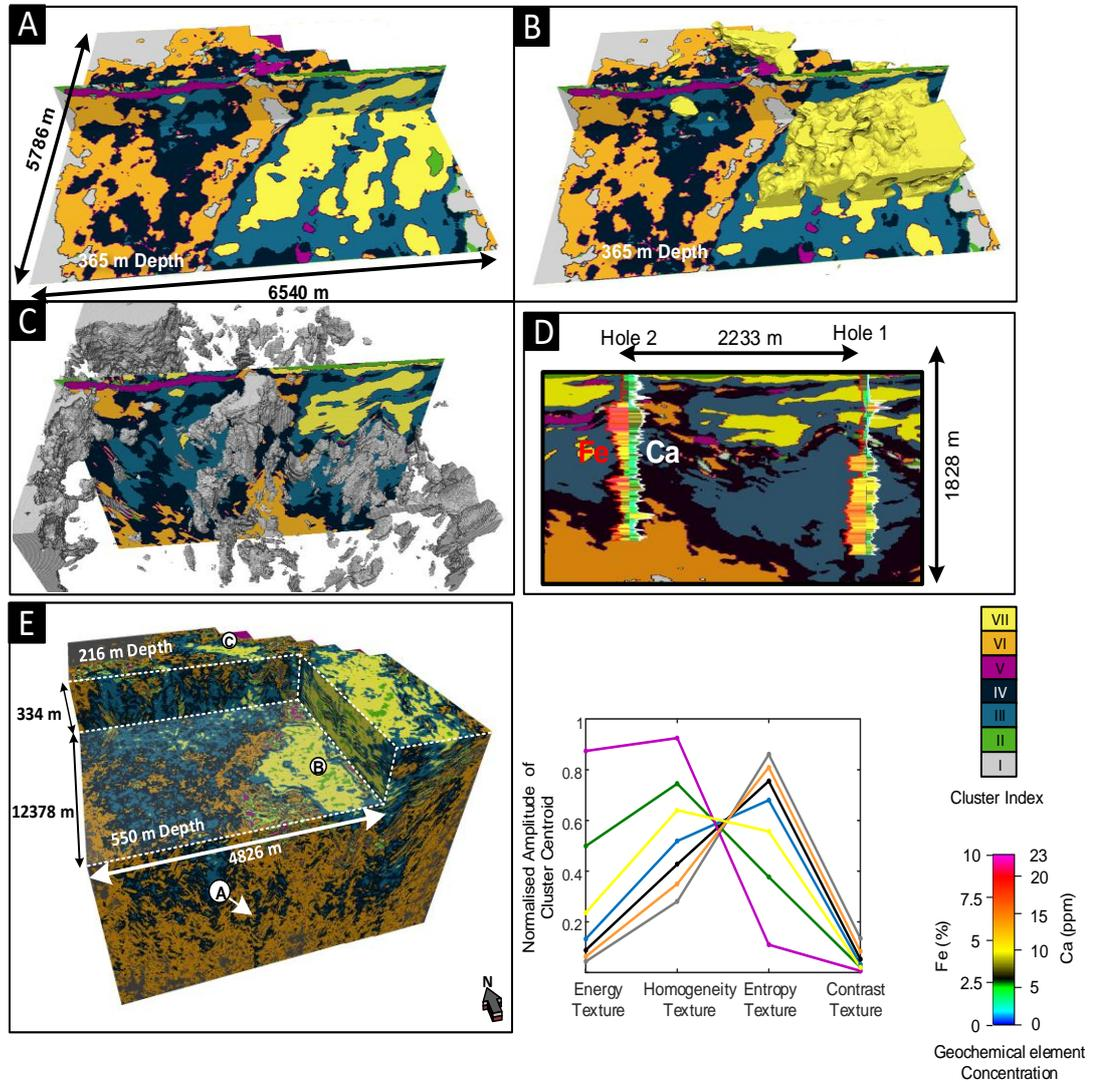 A
5786 m
365 m Depth
6540 m
B
365 m Depth
C
D
Hole 2
2233 m
Hole 1
Fe
Ca
1828 m
E
216 m Depth
C
334 m
B
12378 m
550 m Depth
4826 m
A
N
VII
VI
V
IV
III
II
I
Cluster Index
Normalised Amplitude of
Cluster Centroid
1
0.8
0.6
0.4
0.2
Energy
Texture
Homogeneity
Texture
Entropy
Texture
Contrast
Texture
Fe (%)
10
7.5
5
2.5
0
23
20
15
10
5
0
Ca (ppm)
Geochemical element
Concentration